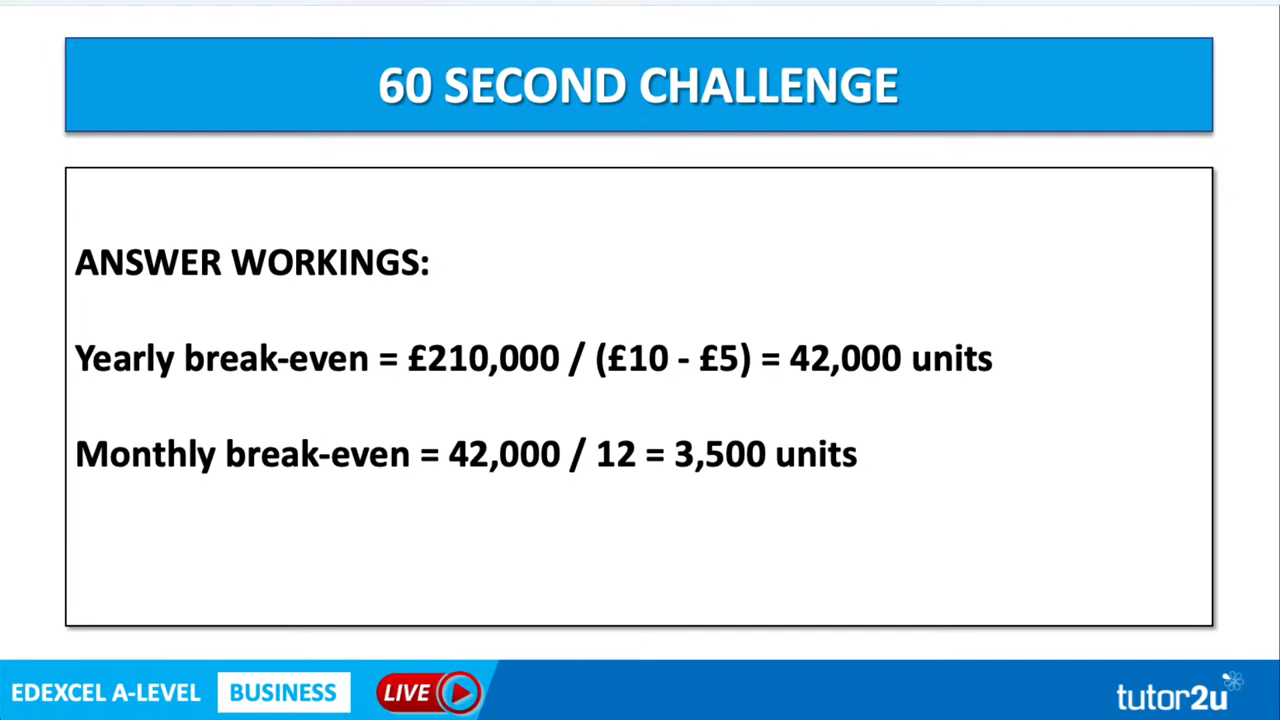 60 SECOND CHALLENGE
ANSWER WORKINGS:
Yearly break-even = £210,000 / (£10 - £5) = 42,000 units
Monthly break-even = 42,000 / 12 = 3,500 units
EDEXCEL A-LEVEL BUSINESS LIVE tutor2u